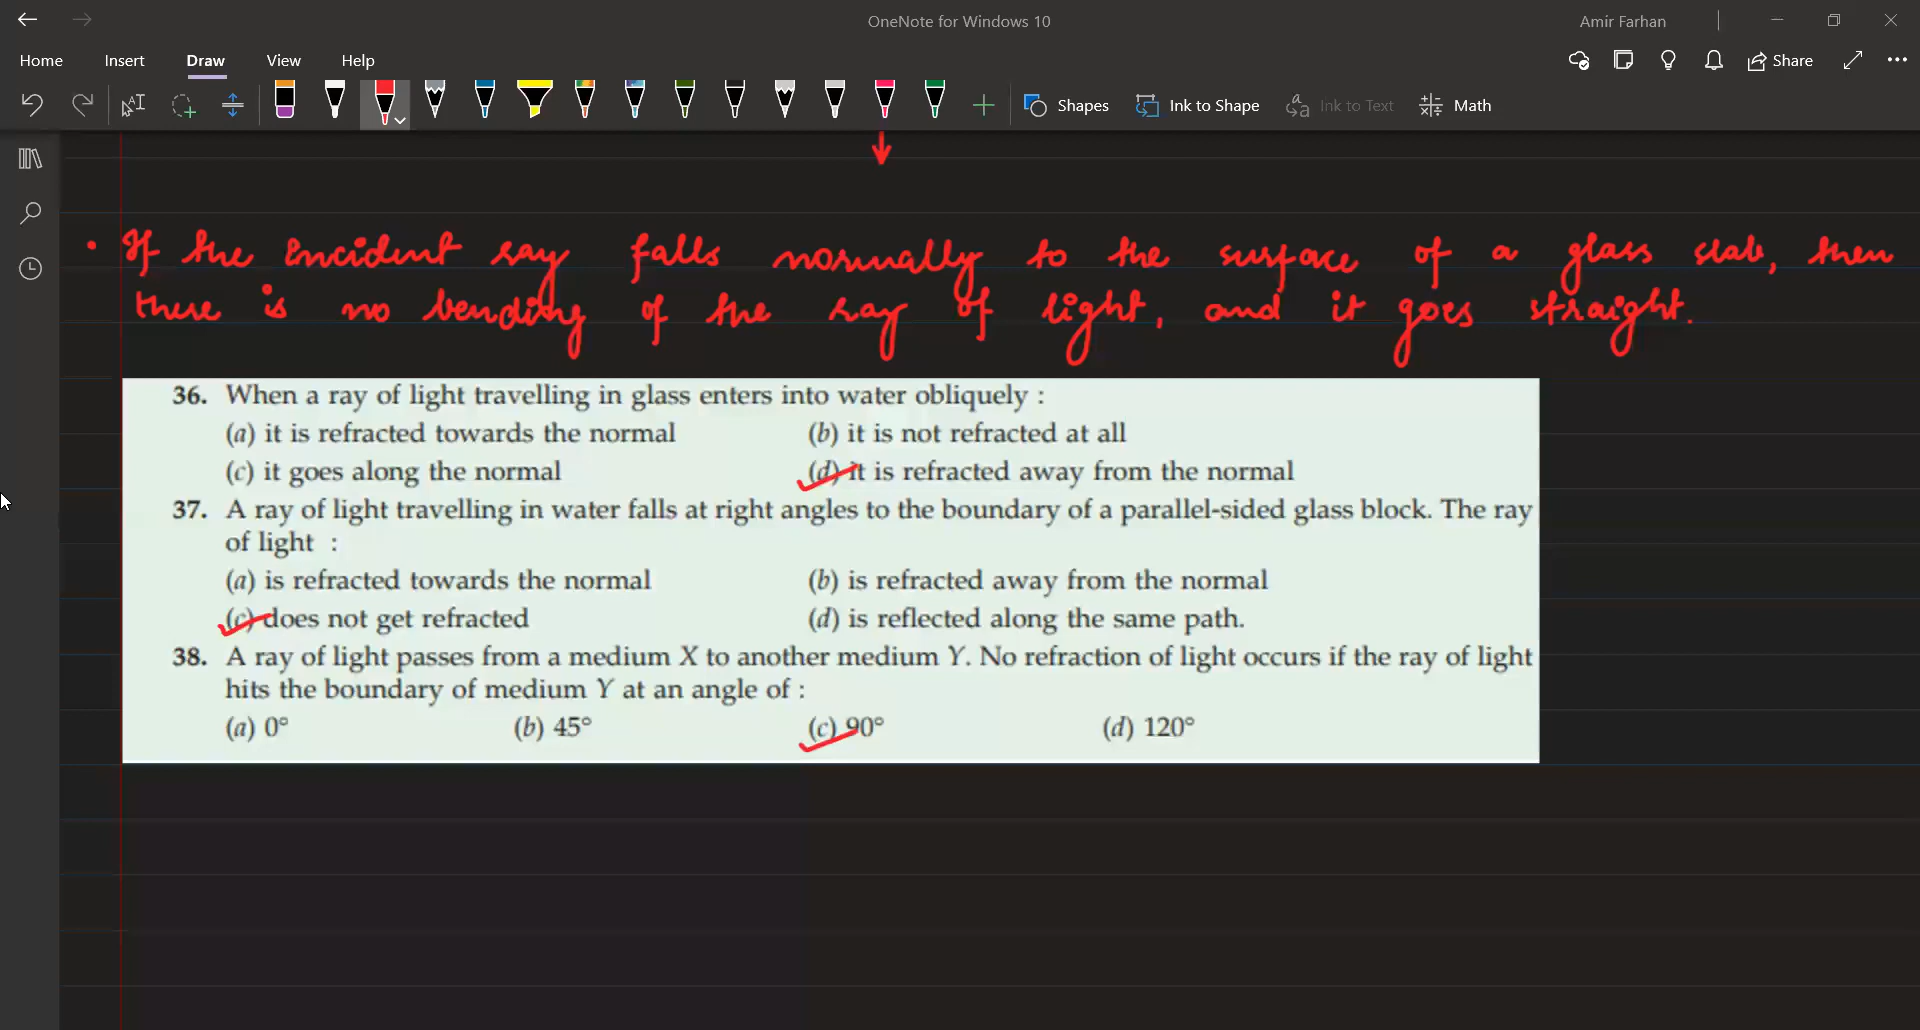 OneNote for Windows 10
Amir Farhan
Home Insert Draw View Help
Share
Shapes Ink to Shape Ink to Text Math
• If the incident ray falls normally to the surface of a glass slab, then
there is no bending of the ray of light, and it goes straight.
36. When a ray of light travelling in glass enters into water obliquely :
(a) it is refracted towards the normal (b) it is not refracted at all
(c) it goes along the normal (d) it is refracted away from the normal
37. A ray of light travelling in water falls at right angles to the boundary of a parallel-sided glass block. The ray
of light :
(a) is refracted towards the normal (b) is refracted away from the normal
(c) does not get refracted (d) is reflected along the same path.
38. A ray of light passes from a medium X to another medium Y. No refraction of light occurs if the ray of light
hits the boundary of medium Y at an angle of :
(a) 0° (b) 45° (c) 90° (d) 120°